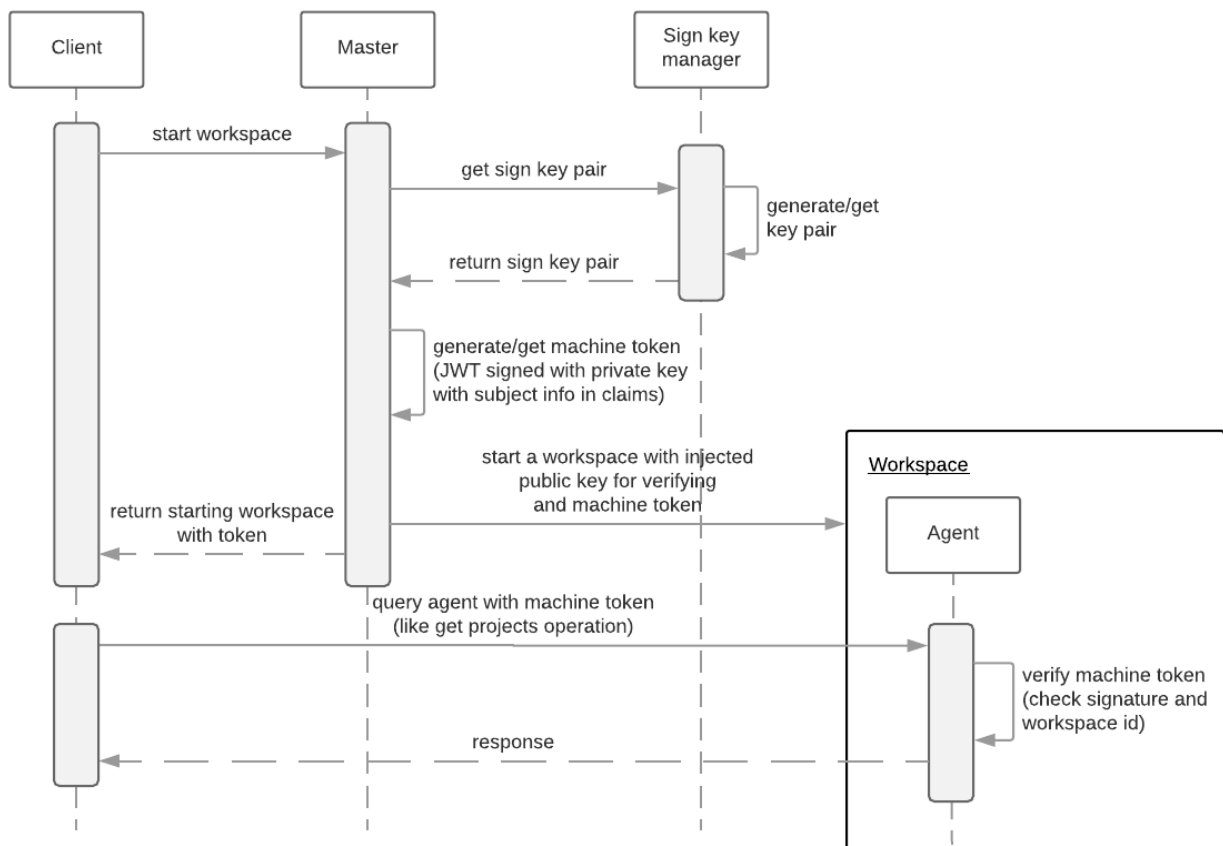 Client
Master
Sign key
manager
start workspace
get sign key pair
generate/get
key pair
return sign key pair
generate/get machine token
(JWT signed with private key
with subject info in claims)
start a workspace with injected
public key for verifying
and machine token
Workspace
return starting workspace
with token
Agent
query agent with machine token
(like get projects operation)
verify machine token
(check signature and
workspace id)
response